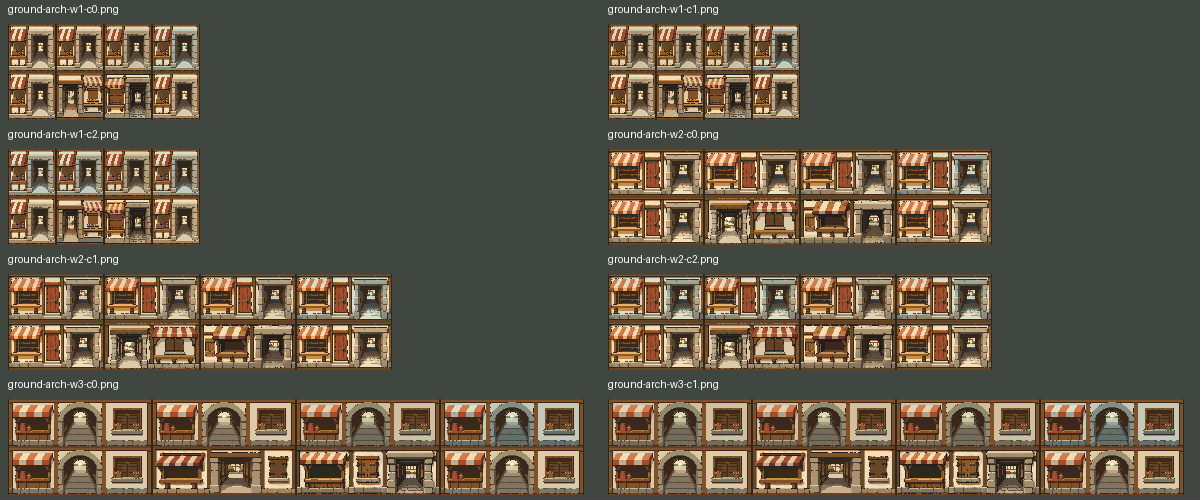 ground-arch-w1-c0.png
ground-arch-w1-c1.png
ground-arch-w1-c2.png
ground-arch-w2-c0.png
ground-arch-w2-c1.png
ground-arch-w2-c2.png
ground-arch-w3-c0.png
ground-arch-w3-c1.png